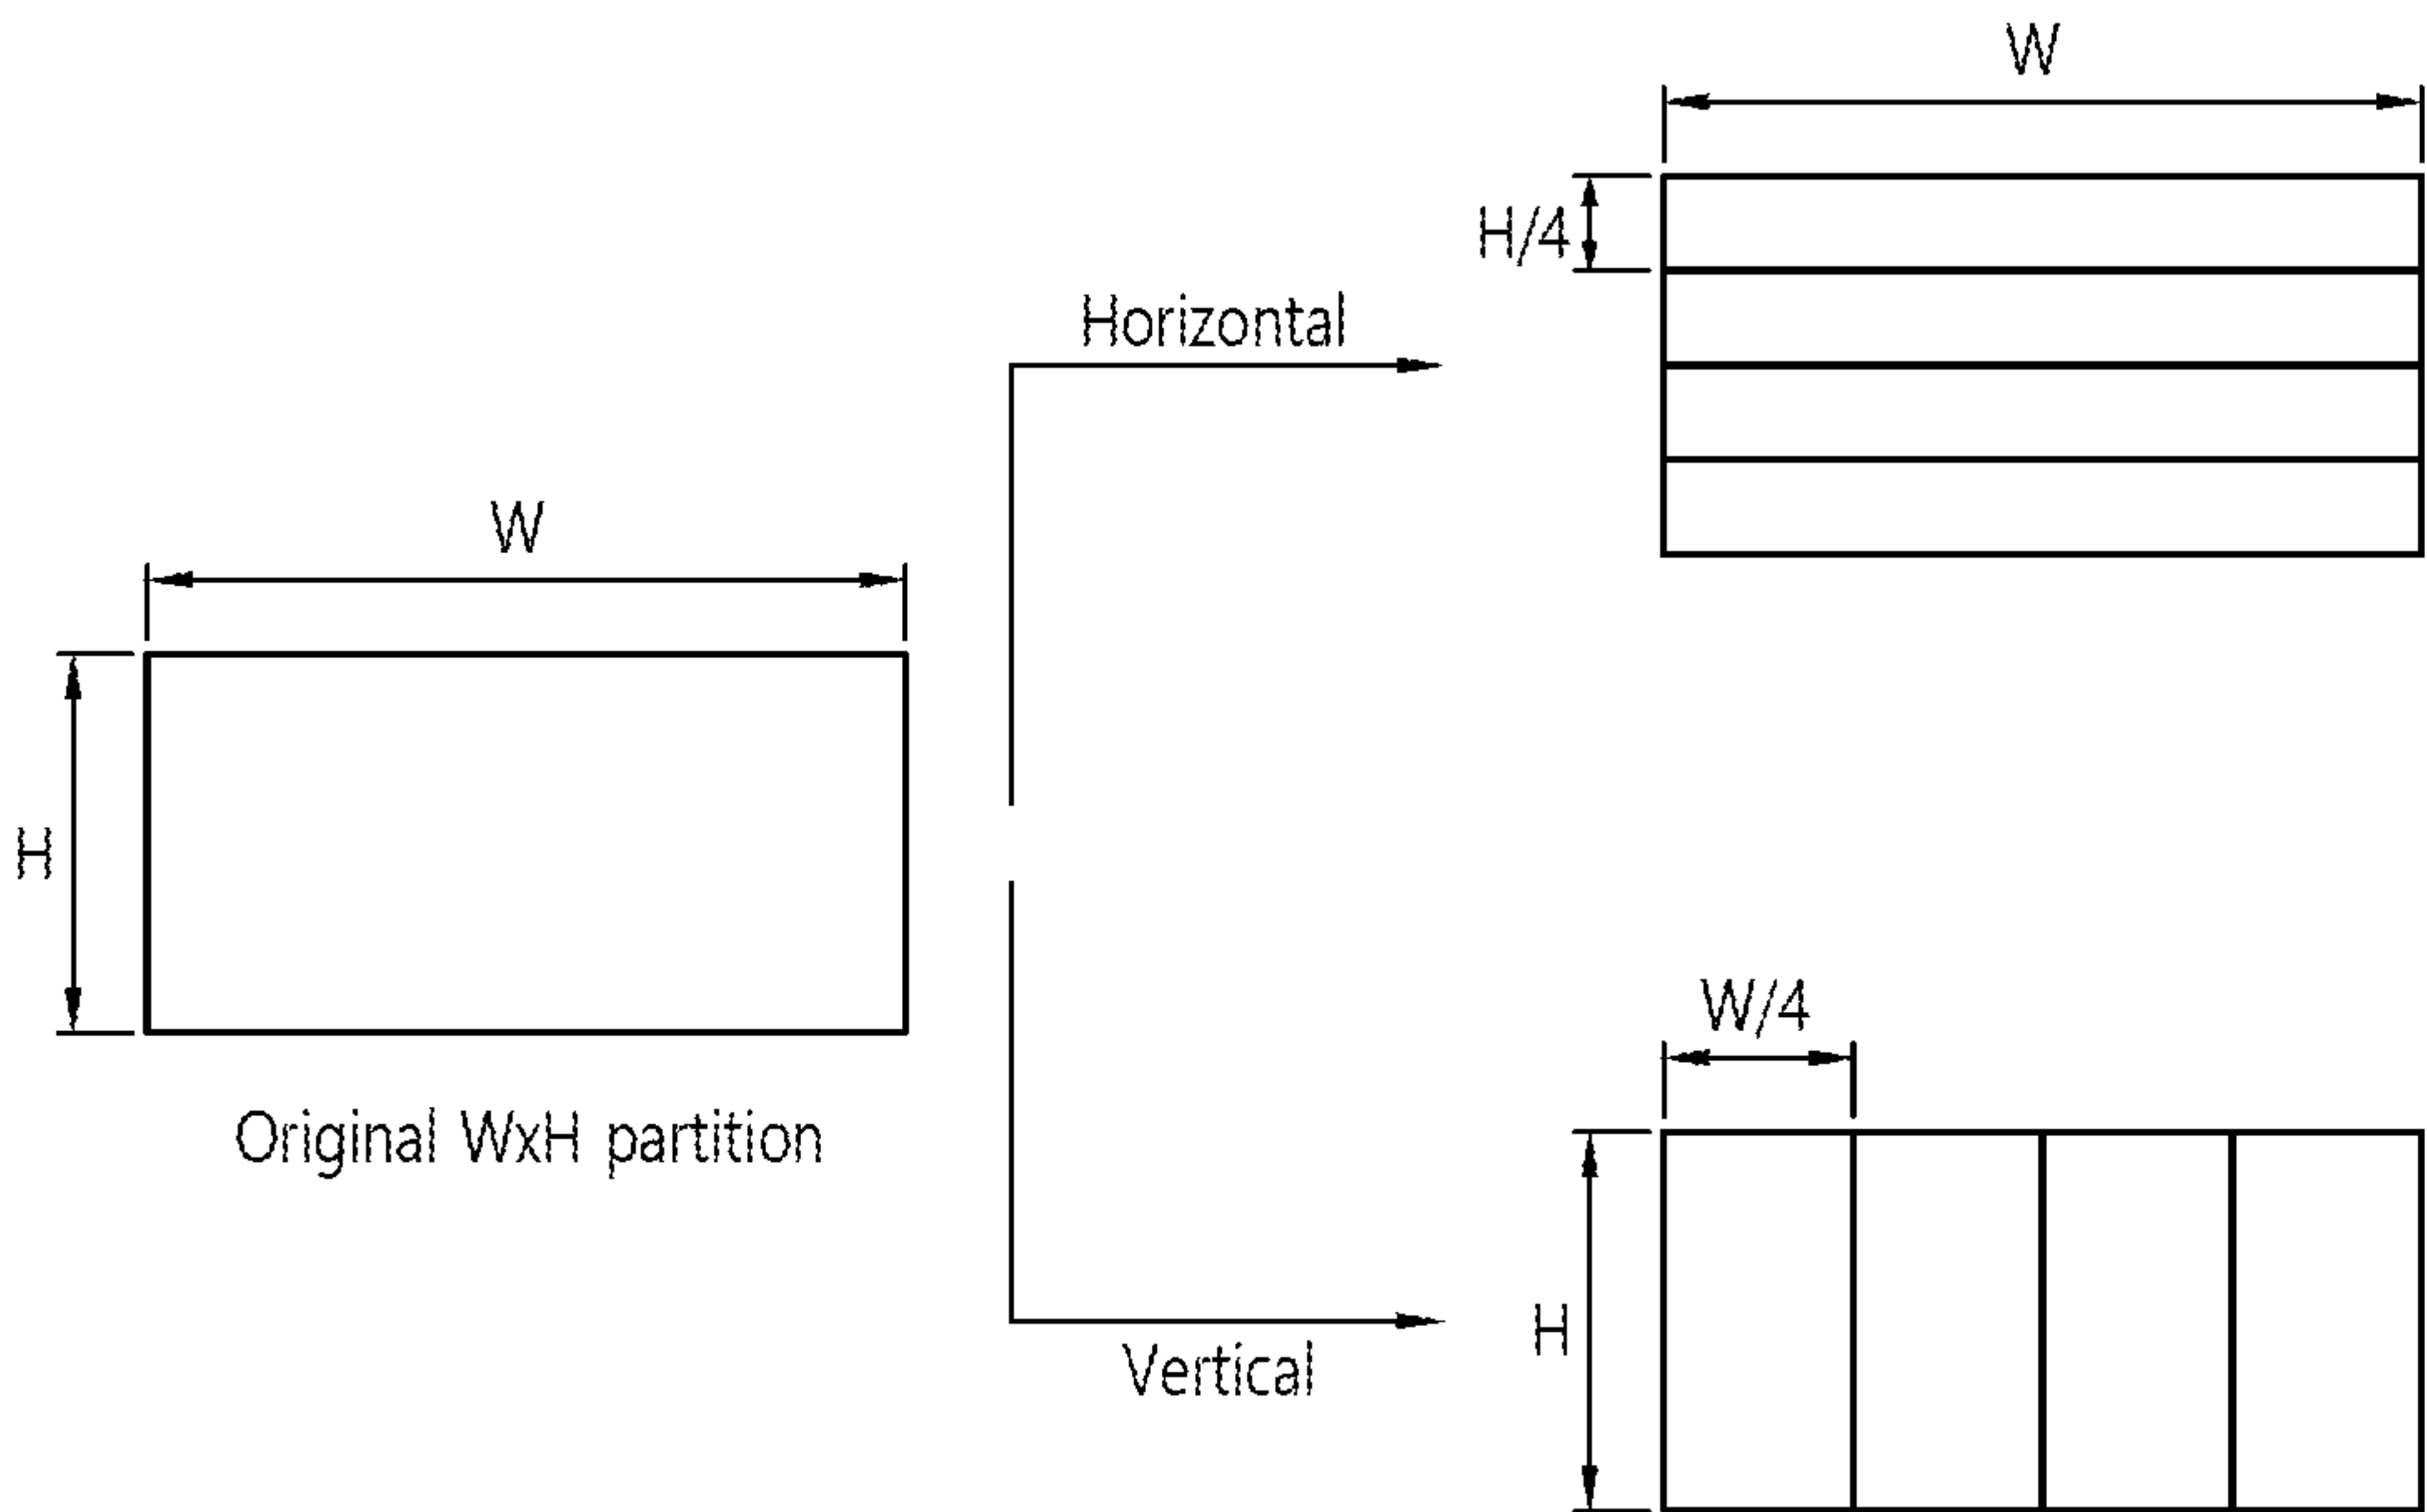 W
H/4
Horizontal
W
H
Original WxH partition
W/4
H
Vertical